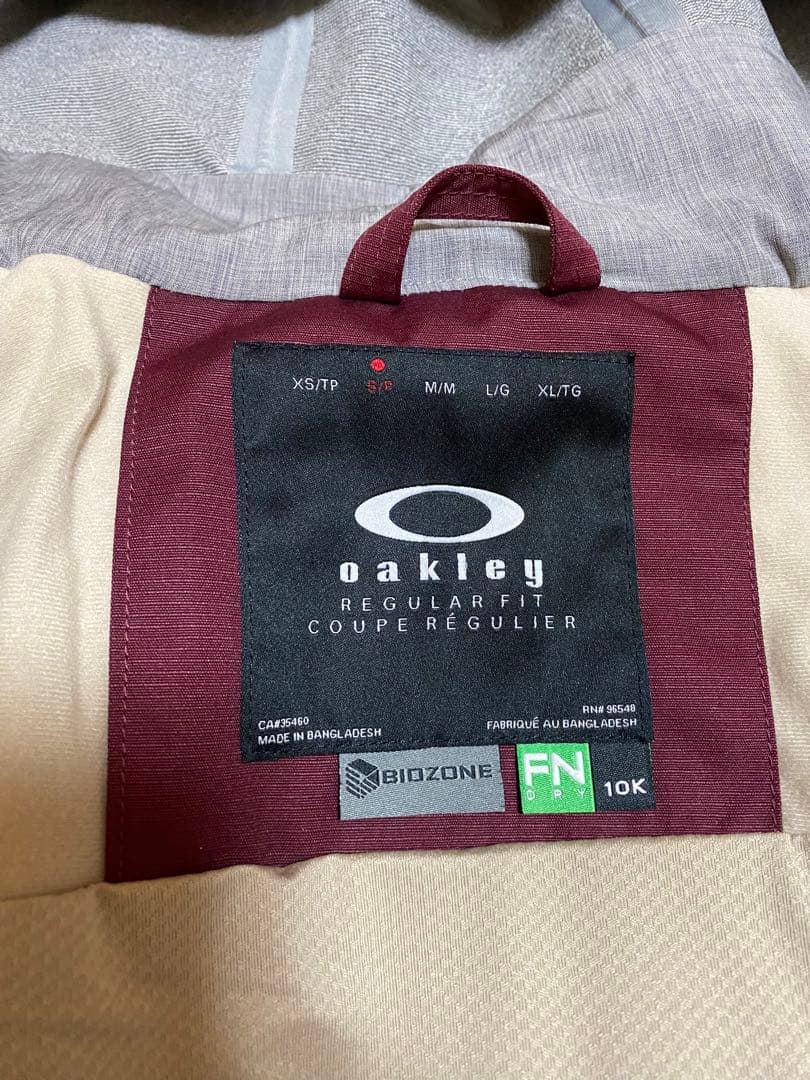 XS/TP S/P M/M L/G XL/TG
oakley
REGULAR FIT
COUPE RÉGULIER
CA#35460
MADE IN BANGLADESH
RN# 96548
FABRIQUÉ AU BANGLADESH
BIOZONE
FN
DRY
10K